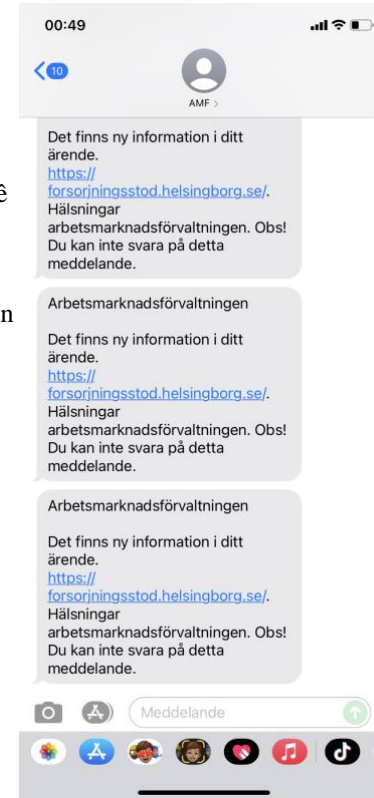 00:49
10
AMF >
Det finns ny information i ditt
ärende.
https://
forsorjningsstod.helsingborg.se/.
Hälsningar
arbetsmarknadsförvaltningen. Obs!
Du kan inte svara på detta
meddelande.
ê
n
Arbetsmarknadsförvaltningen
Det finns ny information i ditt
ärende.
https://
forsorjningsstod.helsingborg.se/.
Hälsningar
arbetsmarknadsförvaltningen. Obs!
Du kan inte svara på detta
meddelande.
Arbetsmarknadsförvaltningen
Det finns ny information i ditt
ärende.
https://
forsorjningsstod.helsingborg.se/.
Hälsningar
arbetsmarknadsförvaltningen. Obs!
Du kan inte svara på detta
meddelande.
Meddelande